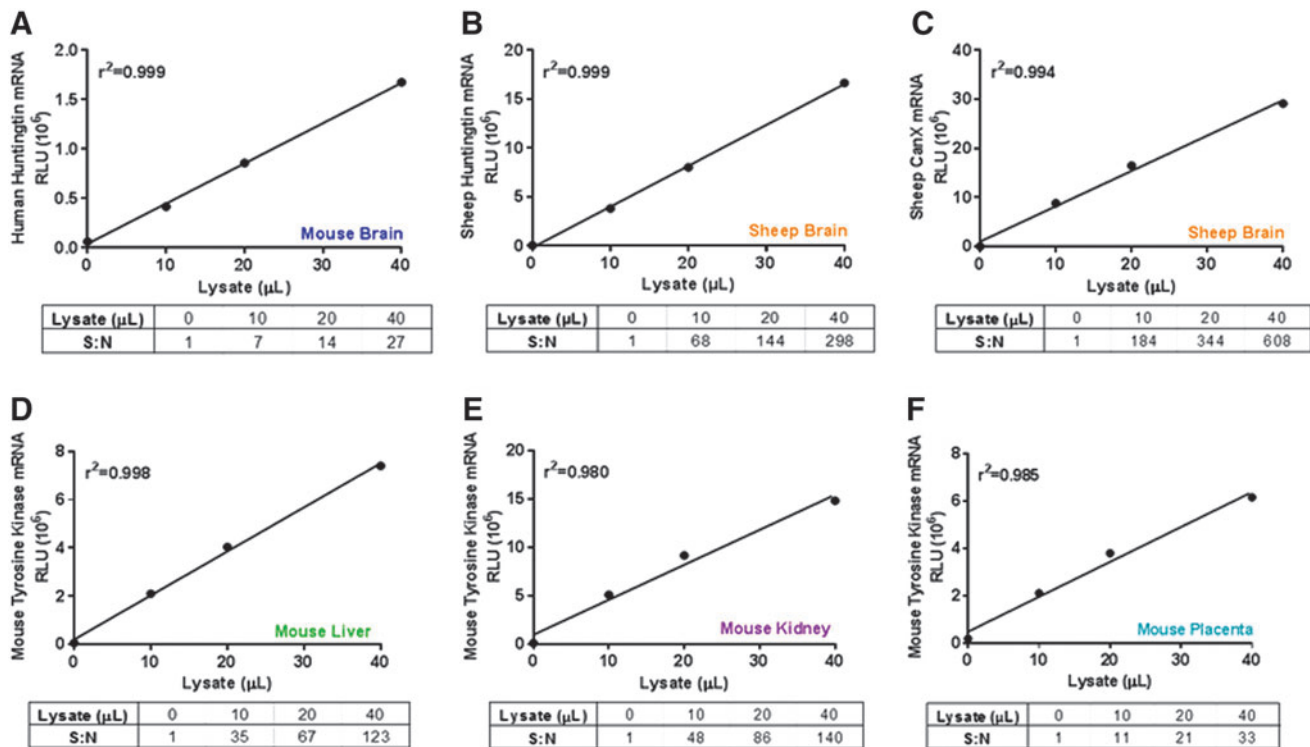 A
Human Huntingtin mRNA
RLU (10⁶)
2.0
1.5
1.0
0.5
0.0
r²=0.999
Mouse Brain
0 10 20 30 40
Lysate (µL)
Lysate (µL) 0 10 20 40
S:N 1 7 14 27
B
Sheep Huntingtin mRNA
RLU (10⁶)
20
15
10
5
0
r²=0.999
Sheep Brain
0 10 20 30 40
Lysate (µL)
Lysate (µL) 0 10 20 40
S:N 1 68 144 298
C
Sheep CanX mRNA
RLU (10⁶)
40
30
20
10
0
r²=0.994
Sheep Brain
0 10 20 30 40
Lysate (µL)
Lysate (µL) 0 10 20 40
S:N 1 184 344 608
D
Mouse Tyrosine Kinase mRNA
RLU (10⁶)
8
6
4
2
0
r²=0.998
Mouse Liver
0 10 20 30 40
Lysate (µL)
Lysate (µL) 0 10 20 40
S:N 1 35 67 123
E
Mouse Tyrosine Kinase mRNA
RLU (10⁶)
20
15
10
5
0
r²=0.980
Mouse Kidney
0 10 20 30 40
Lysate (µL)
Lysate (µL) 0 10 20 40
S:N 1 48 86 140
F
Mouse Tyrosine Kinase mRNA
RLU (10⁶)
8
6
4
2
0
r²=0.985
Mouse Placenta
0 10 20 30 40
Lysate (µL)
Lysate (µL) 0 10 20 40
S:N 1 11 21 33